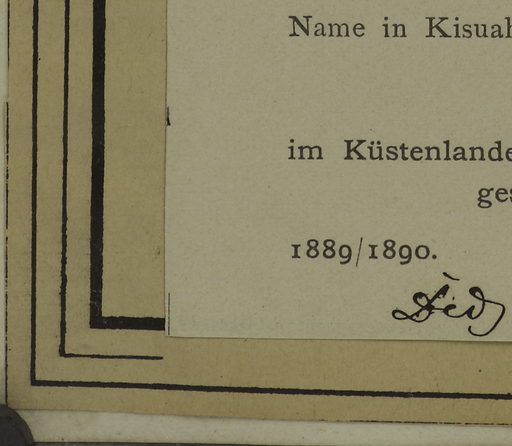 Name in Kisuah
im Küstenlande
ges
1889/1890.